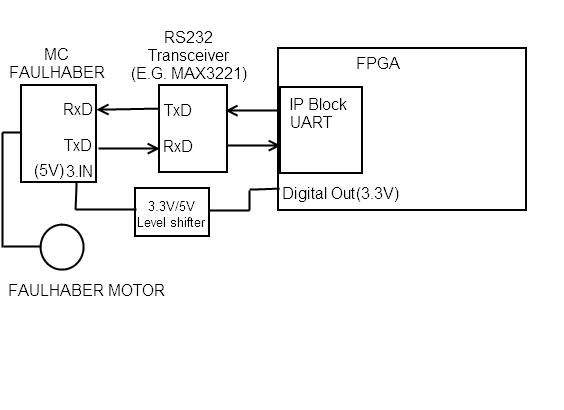 RS232
Transceiver
(E.G. MAX3221)
MC
FAULHABER
FPGA
RxD
TxD
(5V) 3.IN
TxD
RxD
IP Block
UART
Digital Out(3.3V)
3.3V/5V
Level shifter
FAULHABER MOTOR